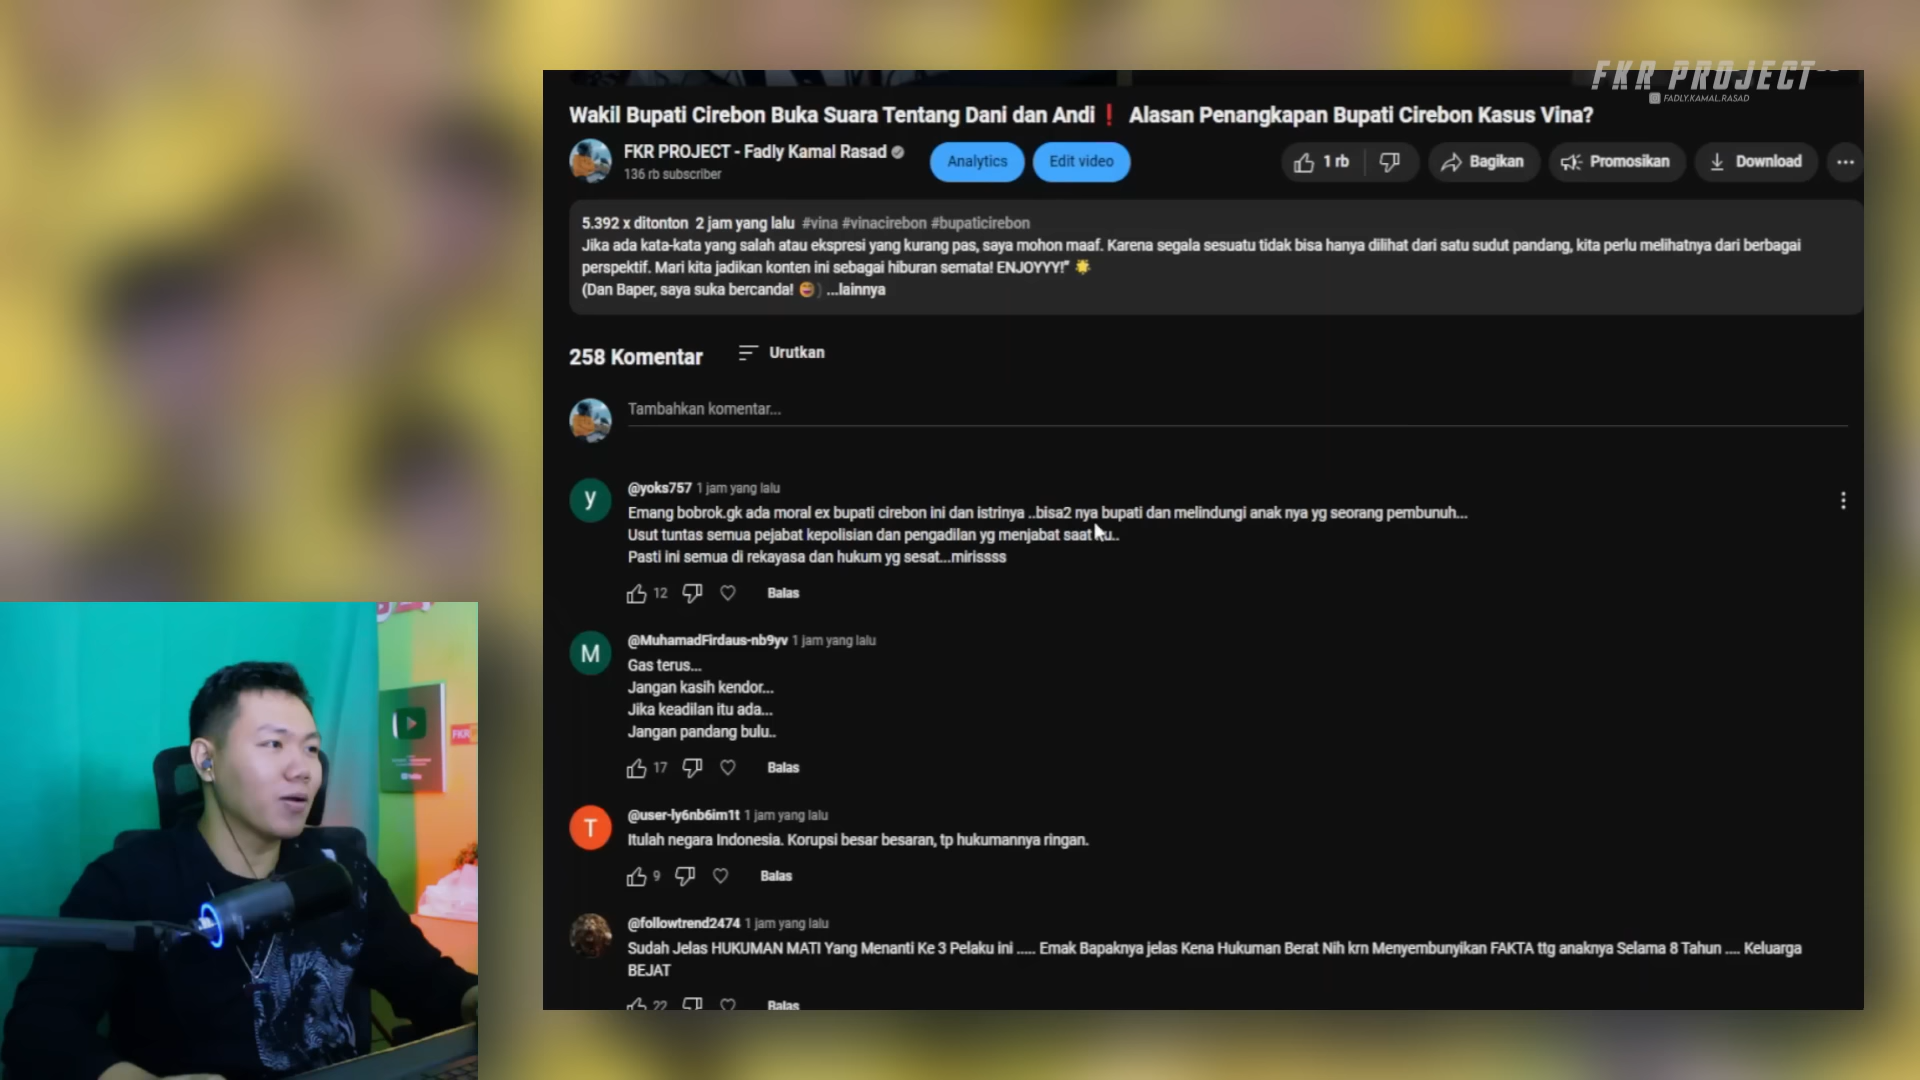 FKR PROJECT
FADLY.KAMAL.RASAD
Wakil Bupati Cirebon Buka Suara Tentang Dani dan Andi❗ Alasan Penangkapan Bupati Cirebon Kasus Vina?
FKR PROJECT - Fadly Kamal Rasad
136 rb subscriber
Analytics
Edit video
1 rb
Bagikan
Promosikan
Download
5.392 x ditonton 2 jam yang lalu #vina #vinacirebon #bupaticirebon
Jika ada kata-kata yang salah atau ekspresi yang kurang pas, saya mohon maaf. Karena segala sesuatu tidak bisa hanya dilihat dari satu sudut pandang, kita perlu melihatnya dari berbagai
perspektif. Mari kita jadikan konten ini sebagai hiburan semata! ENJOYYY!" 🌟
(Dan Baper, saya suka bercanda! 😄) ...lainnya
258 Komentar
Urutkan
Tambahkan komentar...
y
@yoks757 1 jam yang lalu
Emang bobrok.gk ada moral ex bupati cirebon ini dan istrinya ..bisa2 nya bupati dan melindungi anak nya yg seorang pembunuh...
Usut tuntas semua pejabat kepolisian dan pengadilan yg menjabat saat
Pasti ini semua di rekayasa dan hukum yg sesat...mirissss
12
Balas
M
@MuhamadFirdaus-nb9yv 1 jam yang lalu
Gas terus...
Jangan kasih kendor...
Jika keadilan itu ada...
Jangan pandang bulu..
17
Balas
T
@user-ly6nb6im1t 1 jam yang lalu
Itulah negara Indonesia. Korupsi besar besaran, tp hukumannya ringan.
9
Balas
@followtrend2474 1 jam yang lalu
Sudah Jelas HUKUMAN MATI Yang Menanti Ke 3 Pelaku ini ..... Emak Bapaknya jelas Kena Hukuman Berat Nih krn Menyembunyikan FAKTA ttg anaknya Selama 8 Tahun .... Keluarga
BEJAT
22
Balas
FKR